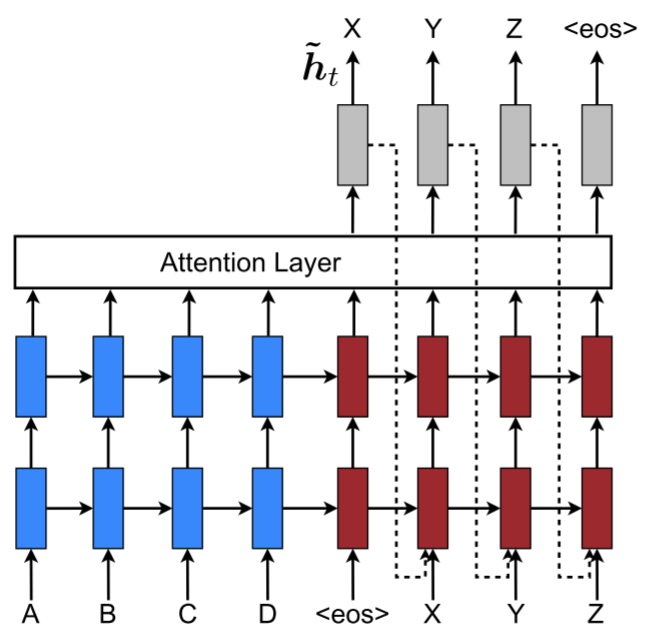 X Y Z <eos>
h̃ₜ
Attention Layer
A B C D <eos> X Y Z